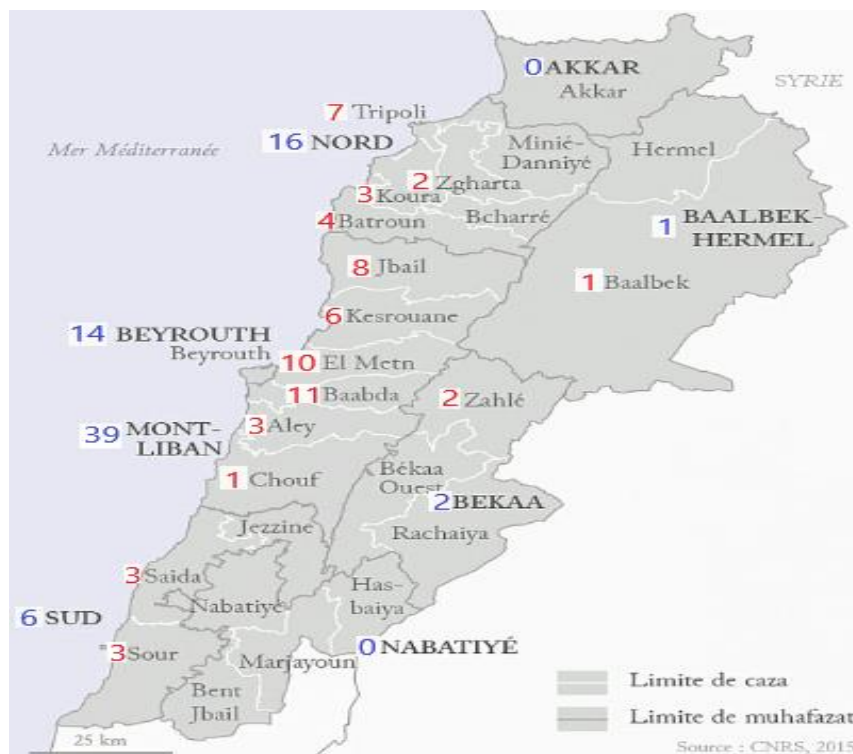 0 AKKAR
Akkar
SYRIE
7 Tripoli
16 NORD
Mer Méditerranée
Minié-
Danniyé
Hermel
2 Zgharta
3 Koura
4 Batroun
Bcharré
1 BAALBEK-
HERMEL
8 Jbail
1 Baalbek
6 Kesrouane
14 BEYROUTH
Beyrouth
10 El Metn
11 Baabda
2 Zahlé
3 Aley
39 MONT-
LIBAN
1 Chouf
Békaa
Ouest
2 BEKAA
Jezzine
Rachaiya
3 Saida
Nabatiyé
Has-
baiya
6 SUD
3 Sour
0 NABATIYÉ
Marjayoun
Bent
Jbaïl
Limite de caza
Limite de muhafazat
25 km
Source : CNRS, 2015